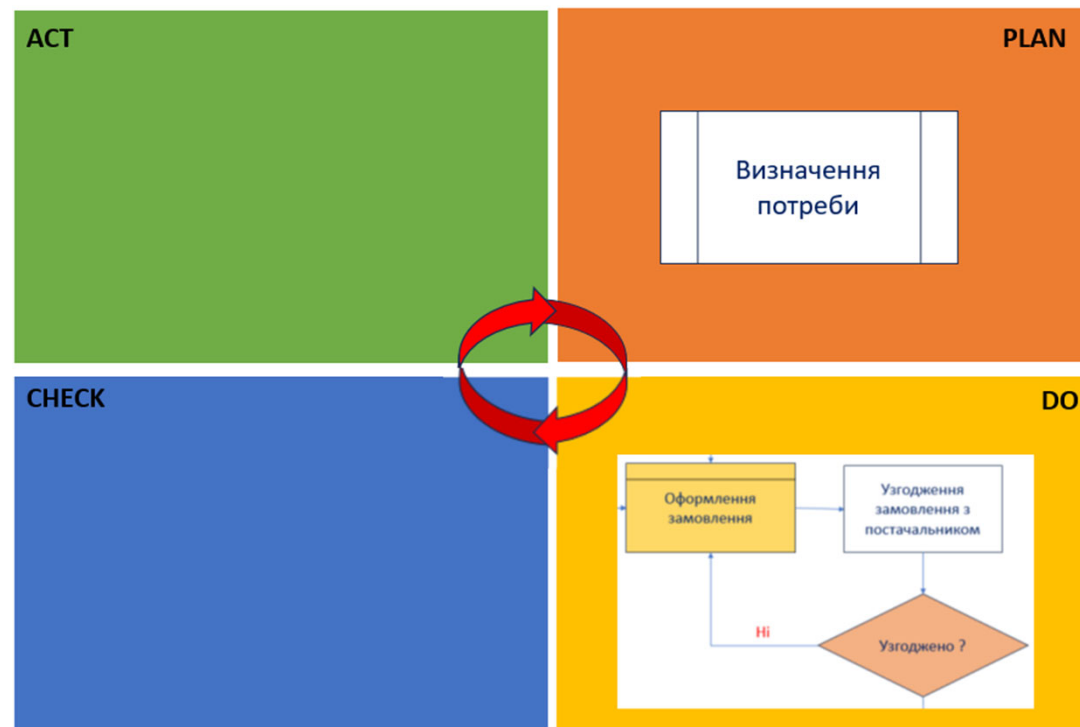 ACT
PLAN
Визначення
потреби
CHECK
DO
Оформлення
замовлення
Узгодження
замовлення з
постачальником
Ні
Узгоджено ?